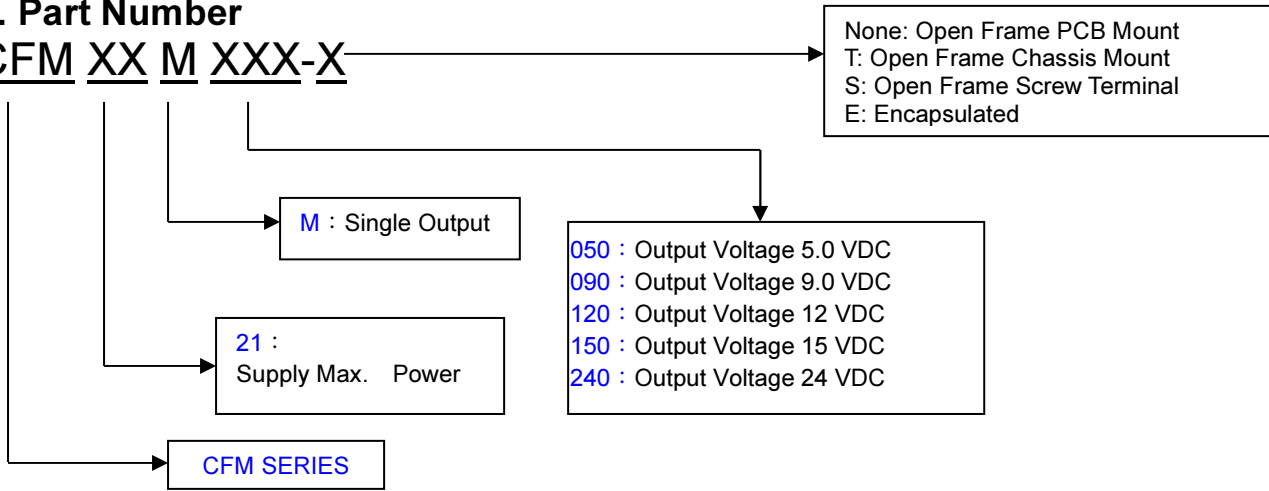 . Part Number
CFM XX M XXX-X
None: Open Frame PCB Mount
T: Open Frame Chassis Mount
S: Open Frame Screw Terminal
E: Encapsulated
M：Single Output
050：Output Voltage 5.0 VDC
090：Output Voltage 9.0 VDC
120：Output Voltage 12 VDC
150：Output Voltage 15 VDC
240：Output Voltage 24 VDC
21：
Supply Max. Power
CFM SERIES